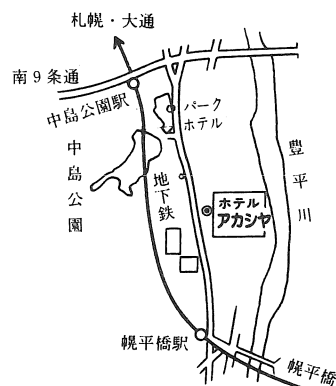 札幌・大通
南9条通
中島公園駅
パーク
ホテル
中島公園
地下鉄
豊平川
ホテル
アカシヤ
幌平橋駅
幌平橋